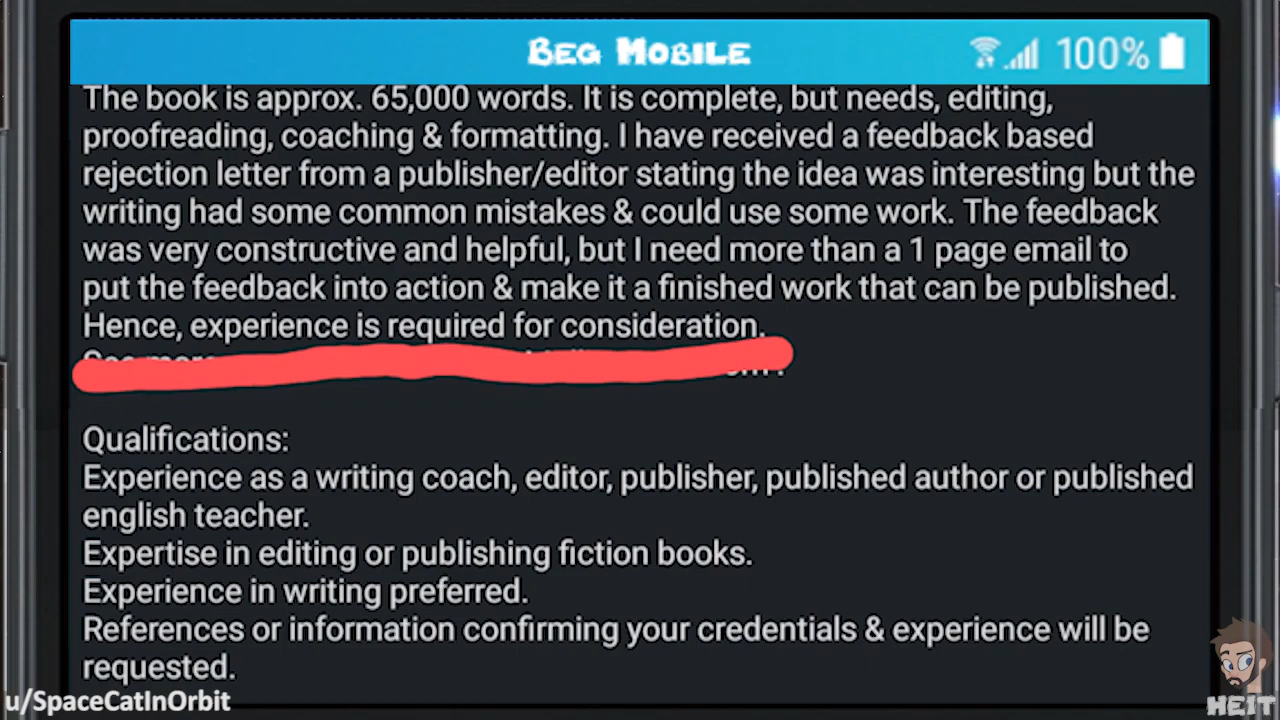 Beg Mobile
100%
The book is approx. 65,000 words. It is complete, but needs, editing,
proofreading, coaching & formatting. I have received a feedback based
rejection letter from a publisher/editor stating the idea was interesting but the
writing had some common mistakes & could use some work. The feedback
was very constructive and helpful, but I need more than a 1 page email to
put the feedback into action & make it a finished work that can be published.
Hence, experience is required for consideration.
Qualifications:
Experience as a writing coach, editor, publisher, published author or published
english teacher.
Expertise in editing or publishing fiction books.
Experience in writing preferred.
References or information confirming your credentials & experience will be
requested.
u/SpaceCatInOrbit
HEIT